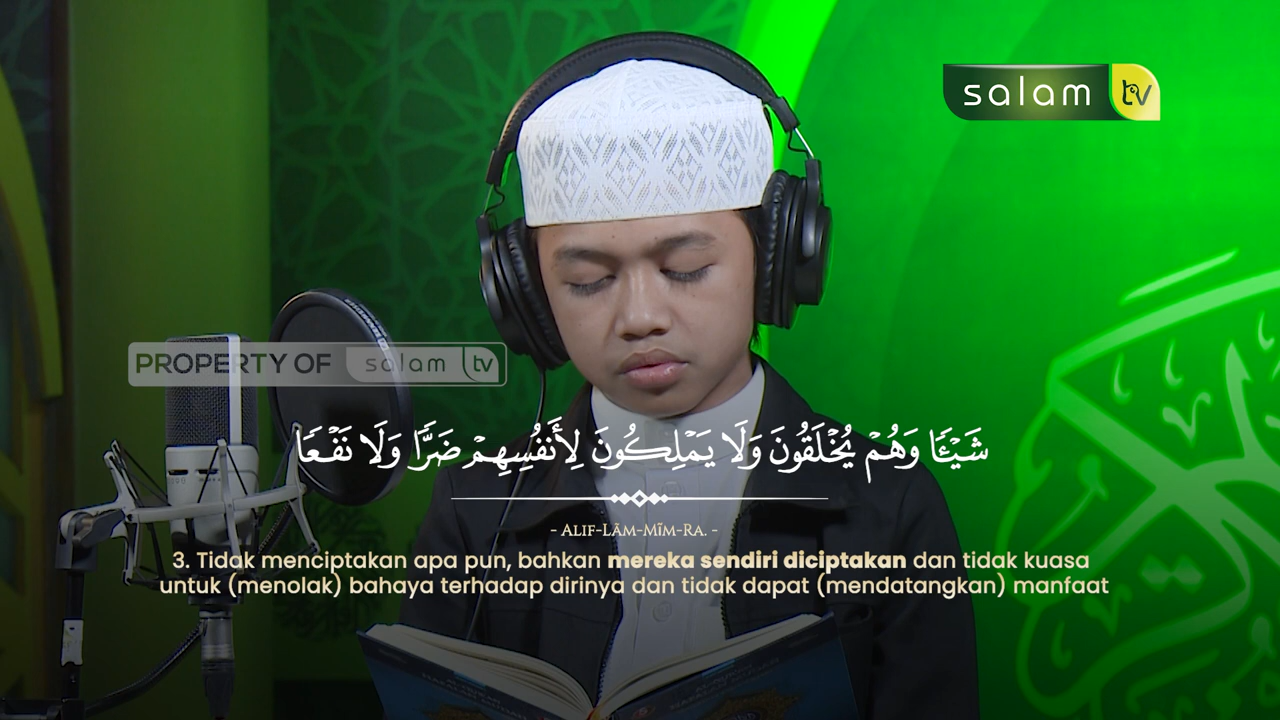 salam tv
PROPERTY OF salam tv
شَيْـًٔا وَهُمْ يُخْلَقُونَ وَلَا يَمْلِكُونَ لِأَنفُسِهِمْ ضَرًّا وَلَا نَفْعًا
- ALIF-LĀM-MĪM-RA. -
3. Tidak menciptakan apa pun, bahkan mereka sendiri diciptakan dan tidak kuasa
untuk (menolak) bahaya terhadap dirinya dan tidak dapat (mendatangkan) manfaat